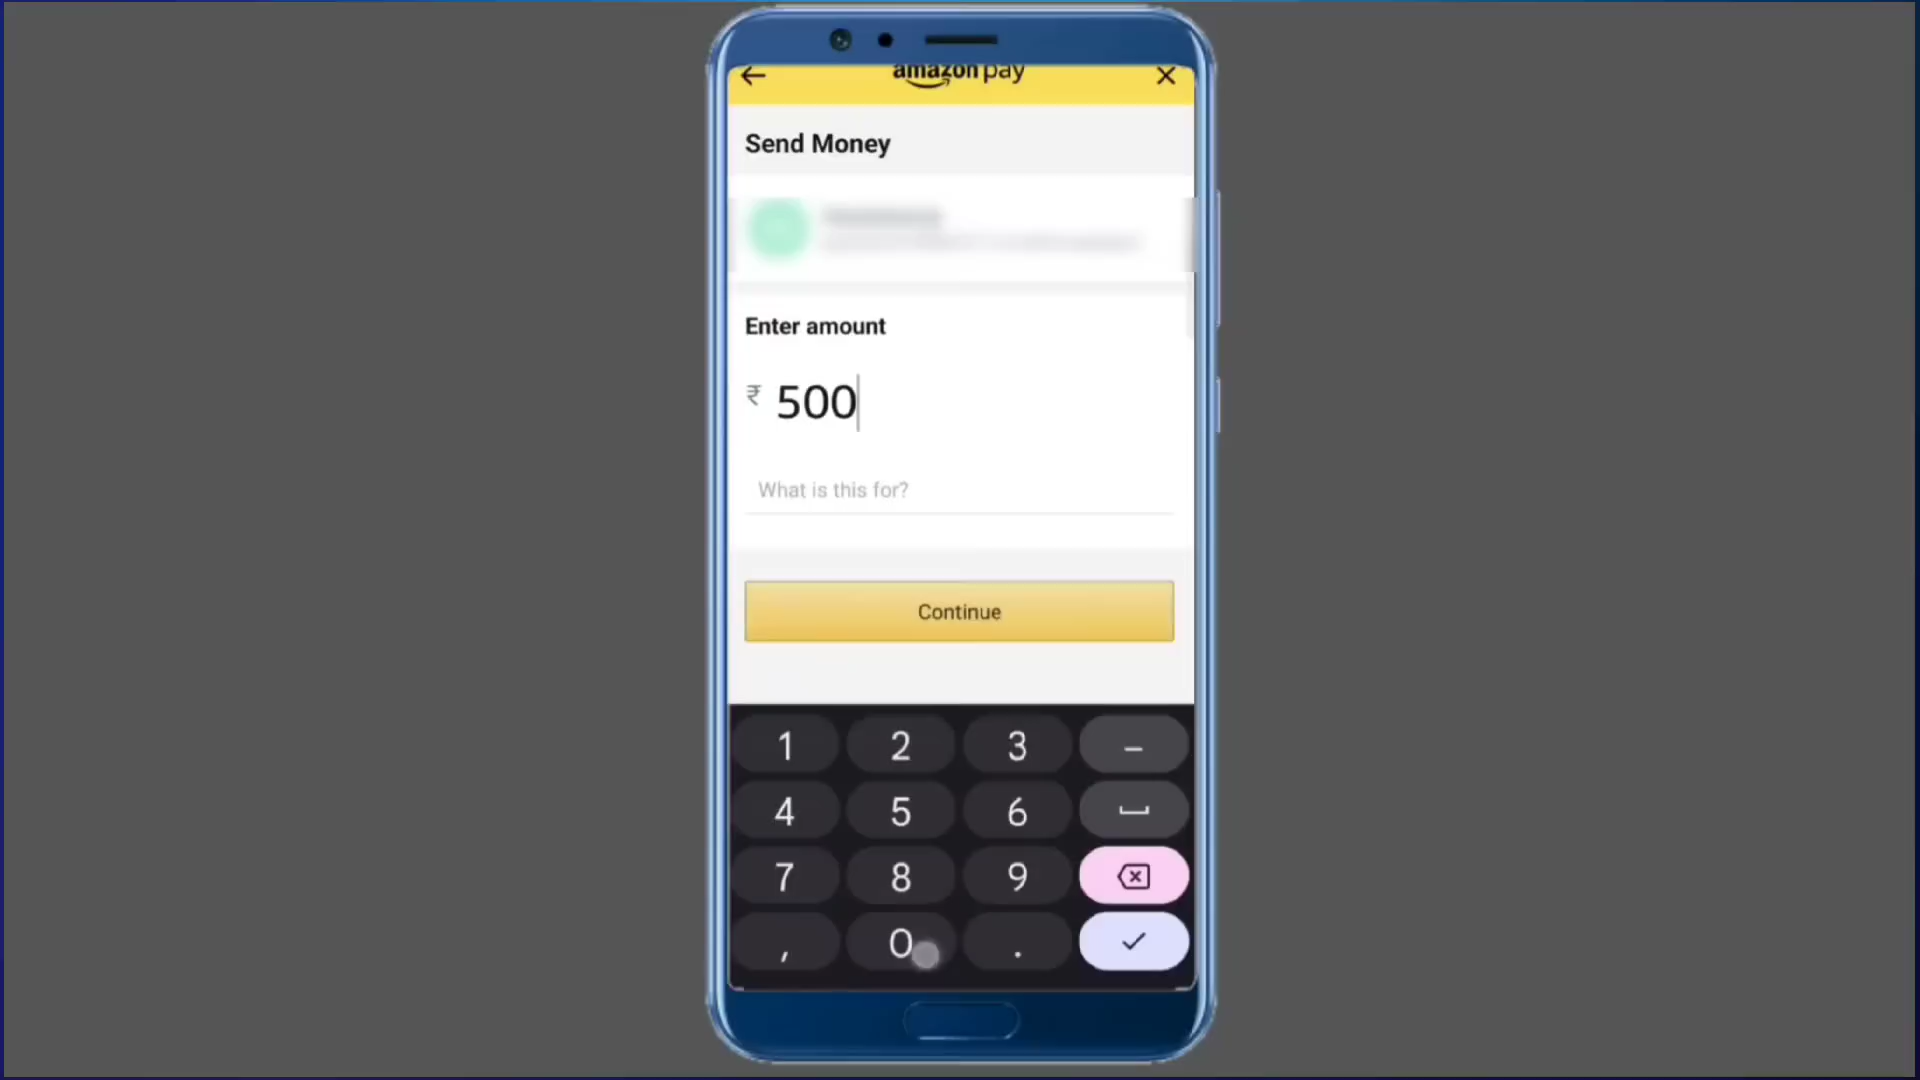 amazon pay
Send Money
Enter amount
₹ 500
What is this for?
Continue
1 2 3 –
4 5 6
7 8 9
, 0 .